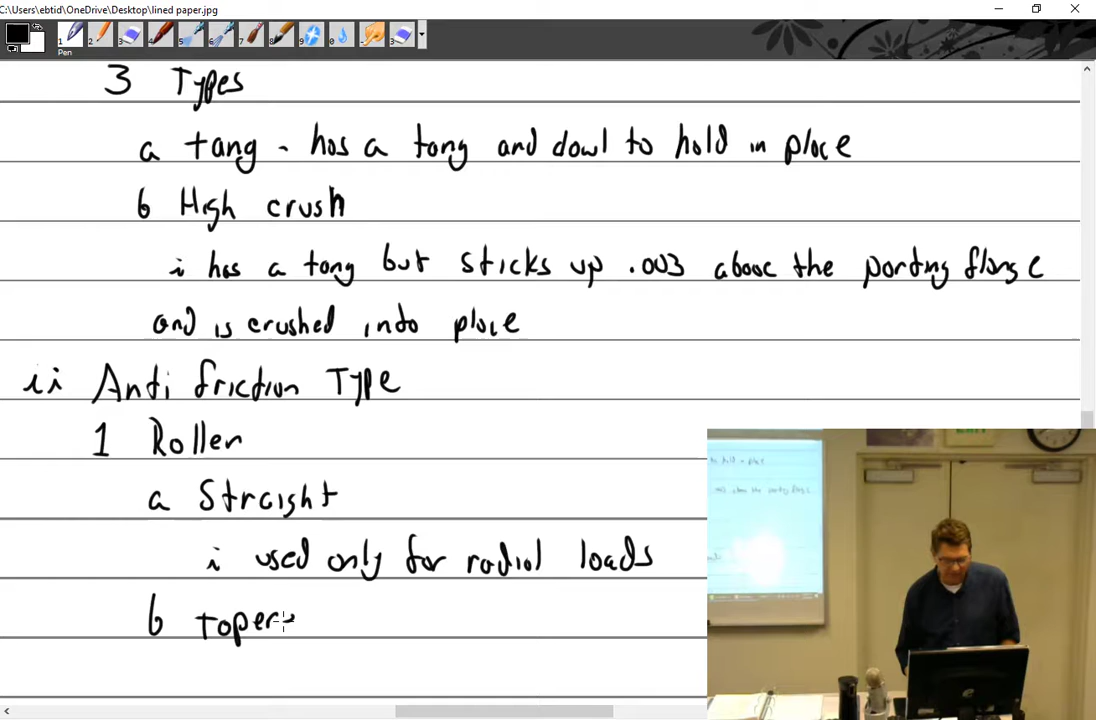 C:\Users\ebtid\OneDrive\Desktop\lined paper.jpg
Pen
3 Types
a tang - has a tang and dowl to hold in place
b High crush
i has a tang but sticks up .003 above the parting flange
and is crushed into place
ii Anti friction Type
1 Roller
a Straight
i used only for radial loads
b taper
EXIT